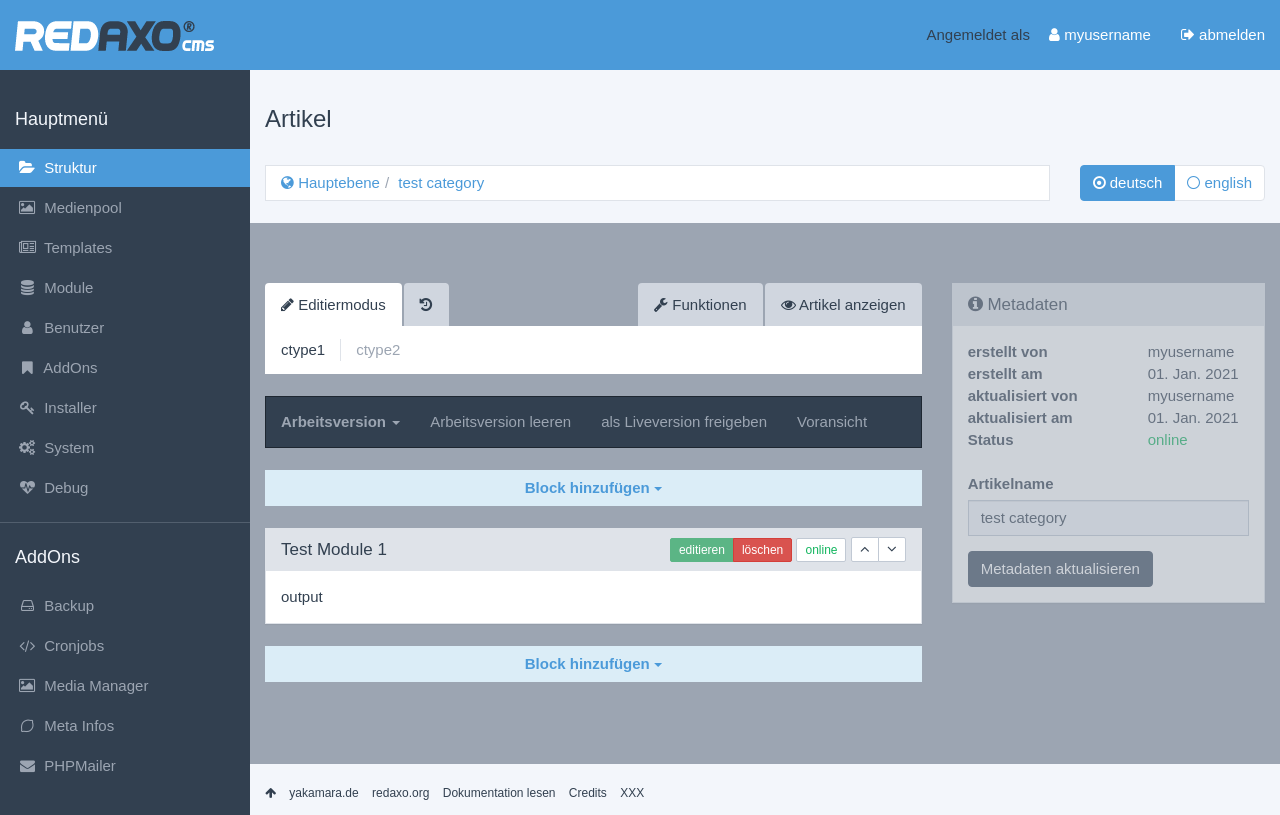 REDAXO® cms
Angemeldet als myusername abmelden
Hauptmenü
Struktur
Medienpool
Templates
Module
Benutzer
AddOns
Installer
System
Debug
AddOns
Backup
Cronjobs
Media Manager
Meta Infos
PHPMailer
Artikel
Hauptebene / test category
deutsch english
Editiermodus Funktionen Artikel anzeigen
ctype1 ctype2
Arbeitsversion Arbeitsversion leeren als Liveversion freigeben Voransicht
Block hinzufügen
Test Module 1 editieren löschen online
output
Block hinzufügen
Metadaten
erstellt von myusername
erstellt am 01. Jan. 2021
aktualisiert von myusername
aktualisiert am 01. Jan. 2021
Status online
Artikelname
test category
Metadaten aktualisieren
yakamara.de redaxo.org Dokumentation lesen Credits XXX